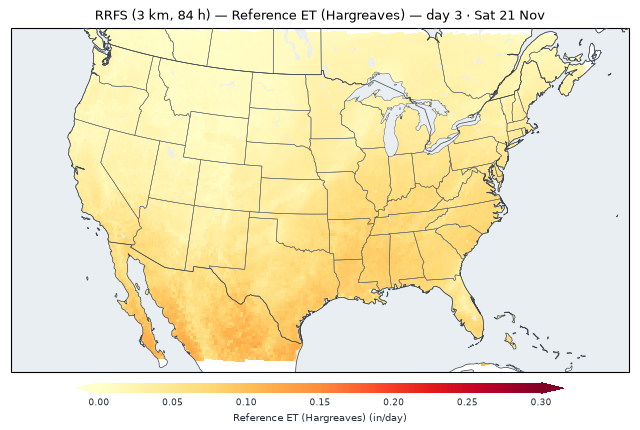 RRFS (3 km, 84 h) — Reference ET (Hargreaves) — day 3 · Sat 21 Nov
0.00 0.05 0.10 0.15 0.20 0.25 0.30
Reference ET (Hargreaves) (in/day)